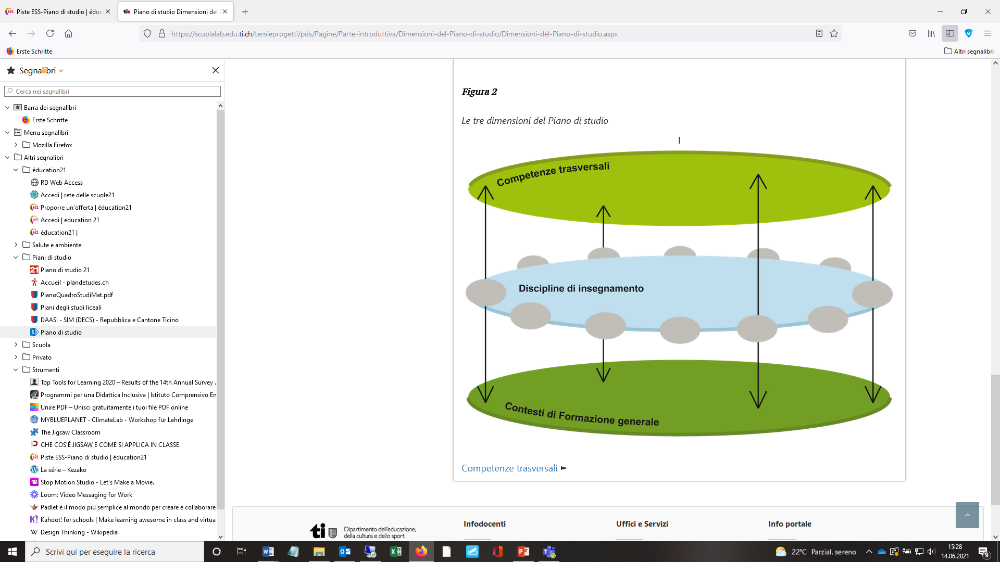 Piste ESS-Piano di studio | éduc
Piano di studio Dimensioni del P
https://scuolalab.edu.ti.ch/temieprogetti/pds/Pagine/Parte-introduttiva/Dimensioni-del-Piano-di-studio/Dimensioni-del-Piano-di-studio.aspx
Erste Schritte
Altri segnalibri
Segnalibri
Cerca nei segnalibri
Barra dei segnalibri
Erste Schritte
Menu segnalibri
Mozilla Firefox
Altri segnalibri
éducation21
RD Web Access
Accedi | rete delle scuole21
Proporre un'offerta | éducation21
Accedi | education 21
éducation21 |
Salute e ambiente
Piani di studio
Piano di studio 21
Accueil - plandetudes.ch
PianoQuadroStudiMat.pdf
Piani degli studi liceali
DAASI - SIM (DECS) - Repubblica e Cantone Ticino
Piano di studio
Scuola
Privato
Strumenti
Top Tools for Learning 2020 – Results of the 14th Annual Survey .
Programmi per una Didattica Inclusiva | Istituto Comprensivo En
Unire PDF – Unisci gratuitamente i tuoi file PDF online
MYBLUEPLANET - ClimateLab - Workshop für Lehrlinge
The Jigsaw Classroom
CHE COS'È JIGSAW E COME SI APPLICA IN CLASSE.
Piste ESS-Piano di studio | éducation21
La série – Kezako
Stop Motion Studio - Let's Make a Movie.
Loom: Video Messaging for Work
Padlet è il modo più semplice al mondo per creare e collaborare
Kahoot! for schools | Make learning awesome in class and virtua
Design Thinking - Wikipedia
Figura 2
Le tre dimensioni del Piano di studio
Competenze trasversali
Discipline di insegnamento
Contesti di Formazione generale
Competenze trasversali
ti
Dipartimento dell'educazione,
della cultura e dello sport
Infodocenti
Uffici e Servizi
Info portale
Scrivi qui per eseguire la ricerca
22°C Parzial. sereno
15:28
14.06.2021
9